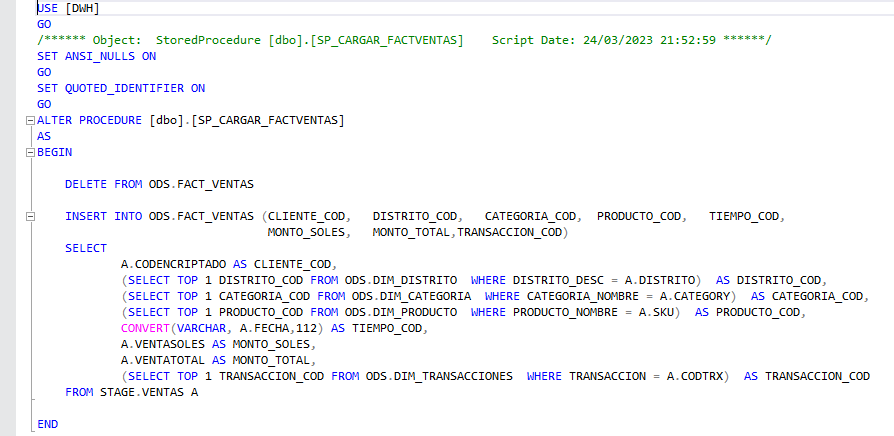 USE [DWH]
GO
/****** Object:  StoredProcedure [dbo].[SP_CARGAR_FACTVENTAS]    Script Date: 24/03/2023 21:52:59 ******/
SET ANSI_NULLS ON
GO
SET QUOTED_IDENTIFIER ON
GO
ALTER PROCEDURE [dbo].[SP_CARGAR_FACTVENTAS]
AS
BEGIN
DELETE FROM ODS.FACT_VENTAS
INSERT INTO ODS.FACT_VENTAS (CLIENTE_COD,   DISTRITO_COD,   CATEGORIA_COD,  PRODUCTO_COD,   TIEMPO_COD,
MONTO_SOLES,   MONTO_TOTAL,TRANSACCION_COD)
SELECT
A.CODENCRIPTADO AS CLIENTE_COD,
(SELECT TOP 1 DISTRITO_COD FROM ODS.DIM_DISTRITO  WHERE DISTRITO_DESC = A.DISTRITO)  AS DISTRITO_COD,
(SELECT TOP 1 CATEGORIA_COD FROM ODS.DIM_CATEGORIA  WHERE CATEGORIA_NOMBRE = A.CATEGORY)  AS CATEGORIA_COD,
(SELECT TOP 1 PRODUCTO_COD FROM ODS.DIM_PRODUCTO  WHERE PRODUCTO_NOMBRE = A.SKU)  AS PRODUCTO_COD,
CONVERT(VARCHAR, A.FECHA,112) AS TIEMPO_COD,
A.VENTASOLES AS MONTO_SOLES,
A.VENTATOTAL AS MONTO_TOTAL,
(SELECT TOP 1 TRANSACCION_COD FROM ODS.DIM_TRANSACCIONES  WHERE TRANSACCION = A.CODTRX)  AS TRANSACCION_COD
FROM STAGE.VENTAS A
END